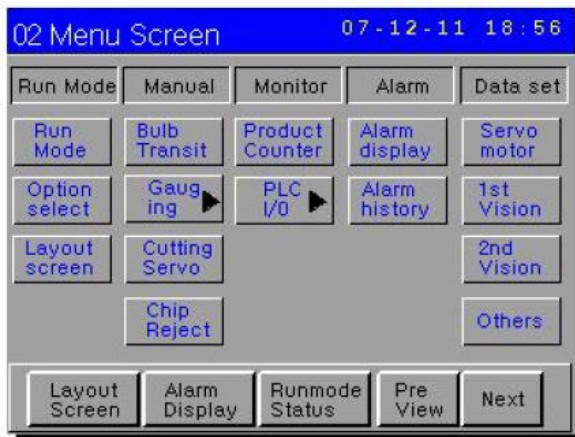 02 Menu Screen 07-12-11 18:56
Run Mode Manual Monitor Alarm Data set
Run Bulb Product Alarm Servo
Mode Transit Counter display motor
Option Gaug PLC Alarm 1st
select ing I/O history Vision
Layout Cutting 2nd
screen Servo Vision
Chip Others
Reject
Layout Alarm Runmode Pre Next
Screen Display Status View